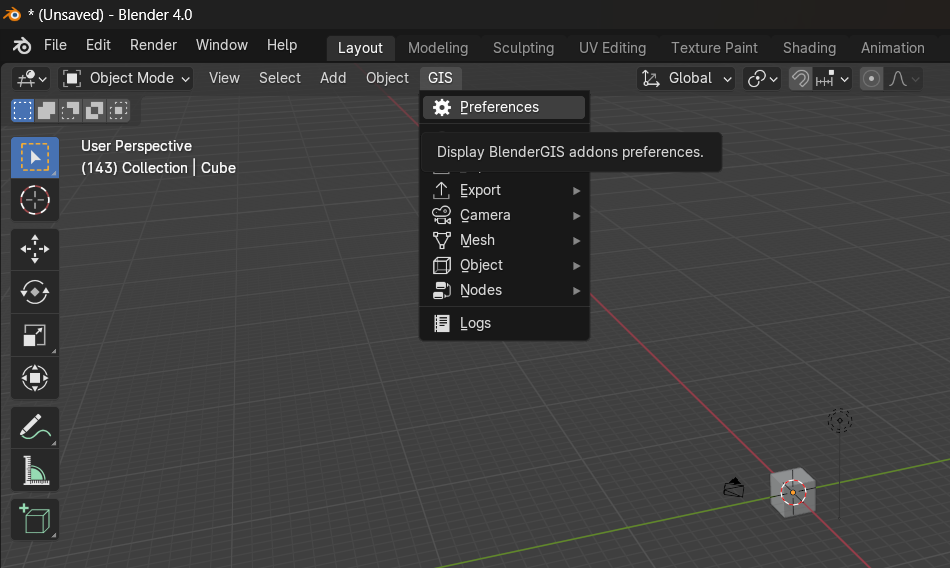 * (Unsaved) - Blender 4.0
File Edit Render Window Help Layout Modeling Sculpting UV Editing Texture Paint Shading Animation
Object Mode View Select Add Object GIS Global
Preferences
User Perspective
(143) Collection | Cube
Display BlenderGIS addons preferences.
Export
Camera
Mesh
Object
Nodes
Logs